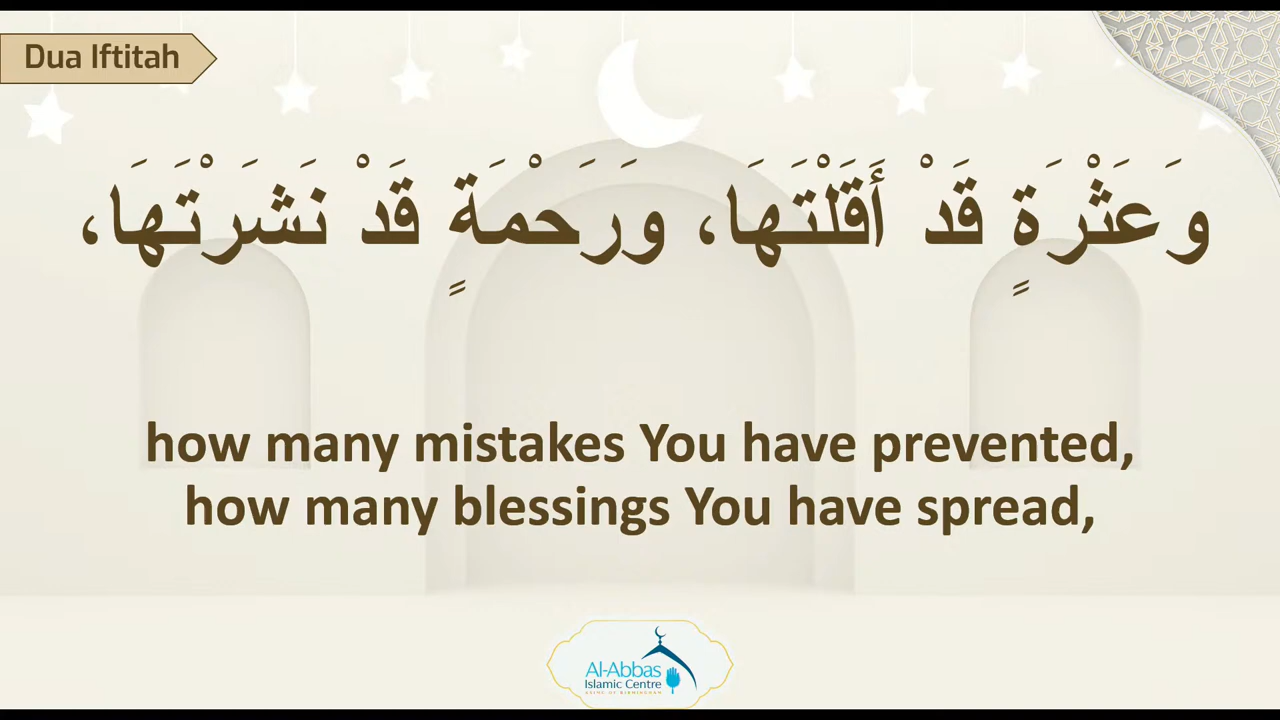 Dua Iftitah
وَعَثْرَةٍ قَدْ أَقَلْتَهَا، وَرَحْمَةٍ قَدْ نَشَرْتَهَا،
how many mistakes You have prevented,
how many blessings You have spread,
Al-Abbas
Islamic Centre